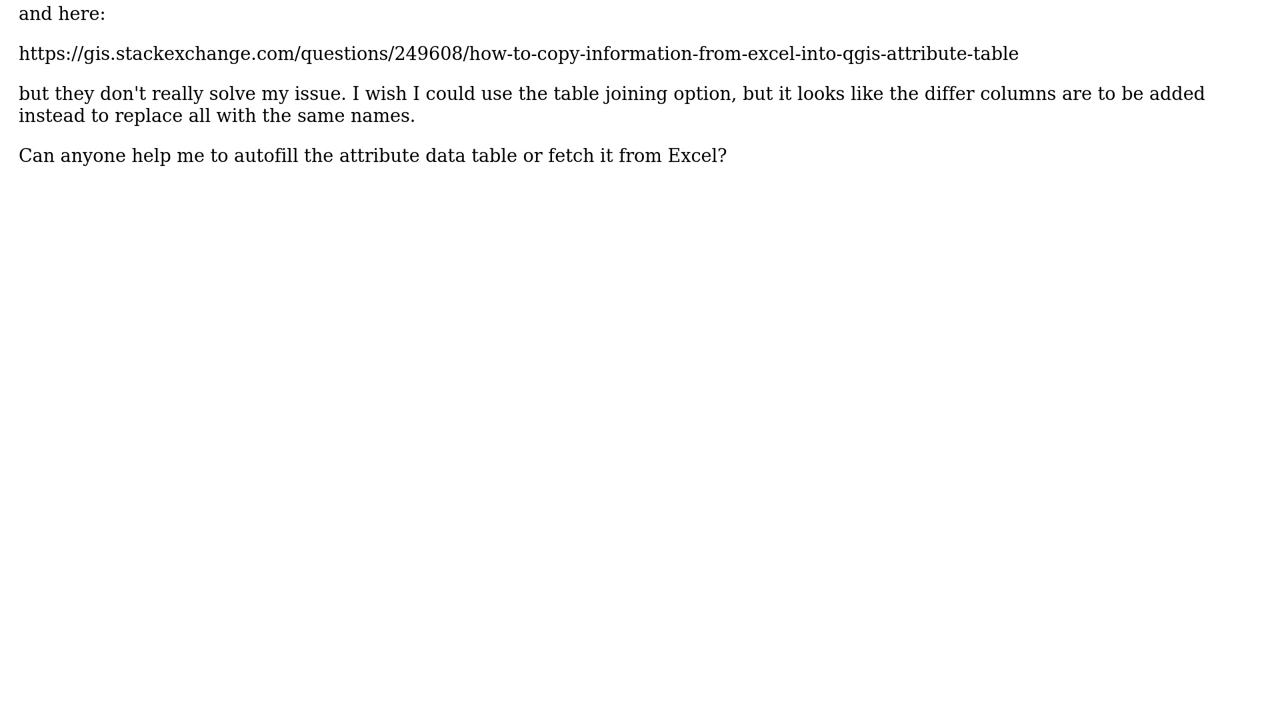 and here:
https://gis.stackexchange.com/questions/249608/how-to-copy-information-from-excel-into-qgis-attribute-table
but they don't really solve my issue. I wish I could use the table joining option, but it looks like the differ columns are to be added
instead to replace all with the same names.
Can anyone help me to autofill the attribute data table or fetch it from Excel?